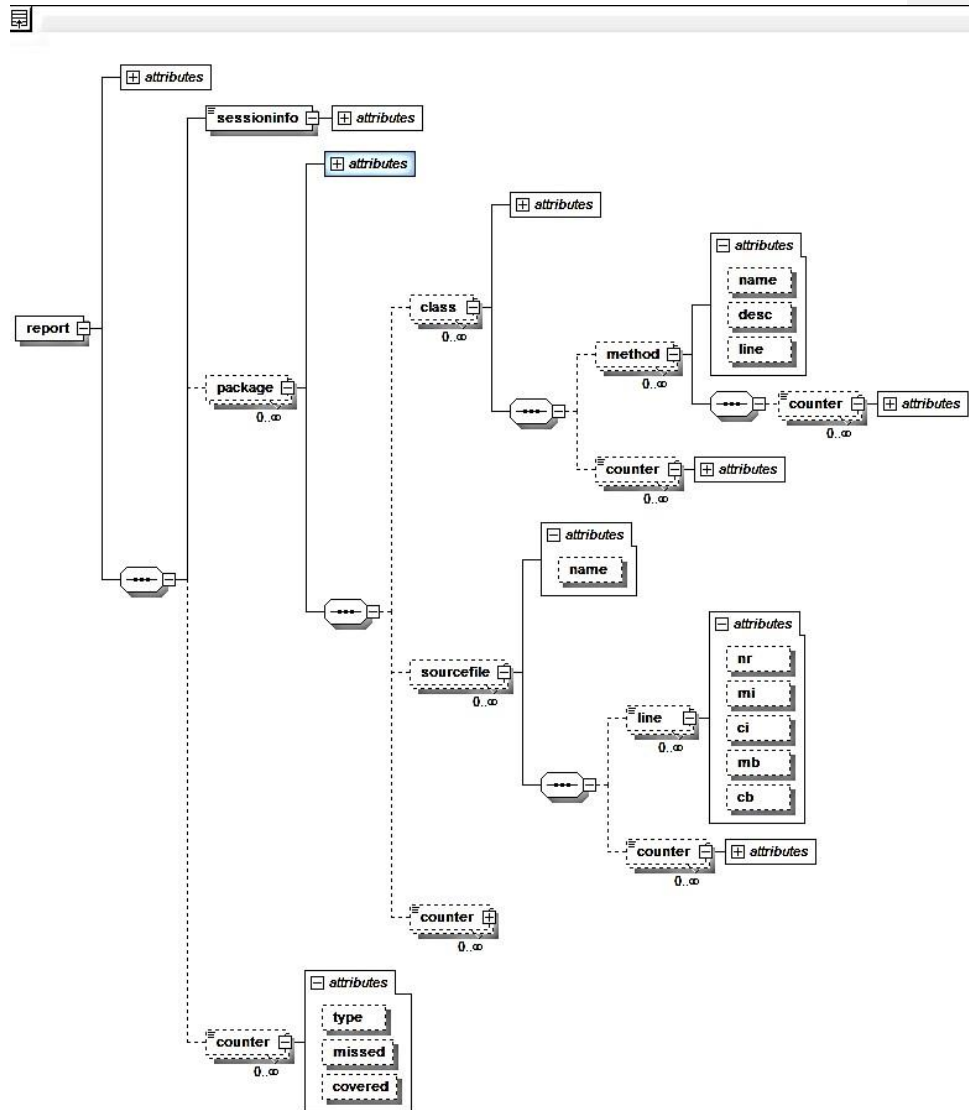 attributes
sessioninfo
attributes
attributes
attributes
attributes
name
class
desc
0..∞
line
report
method
0..∞
package
0..∞
counter
attributes
0..∞
counter
attributes
0..∞
attributes
name
attributes
sourcefile
0..∞
nr
mi
line
0..∞
ci
mb
cb
counter
attributes
0..∞
counter
0..∞
attributes
type
counter
0..∞
missed
covered